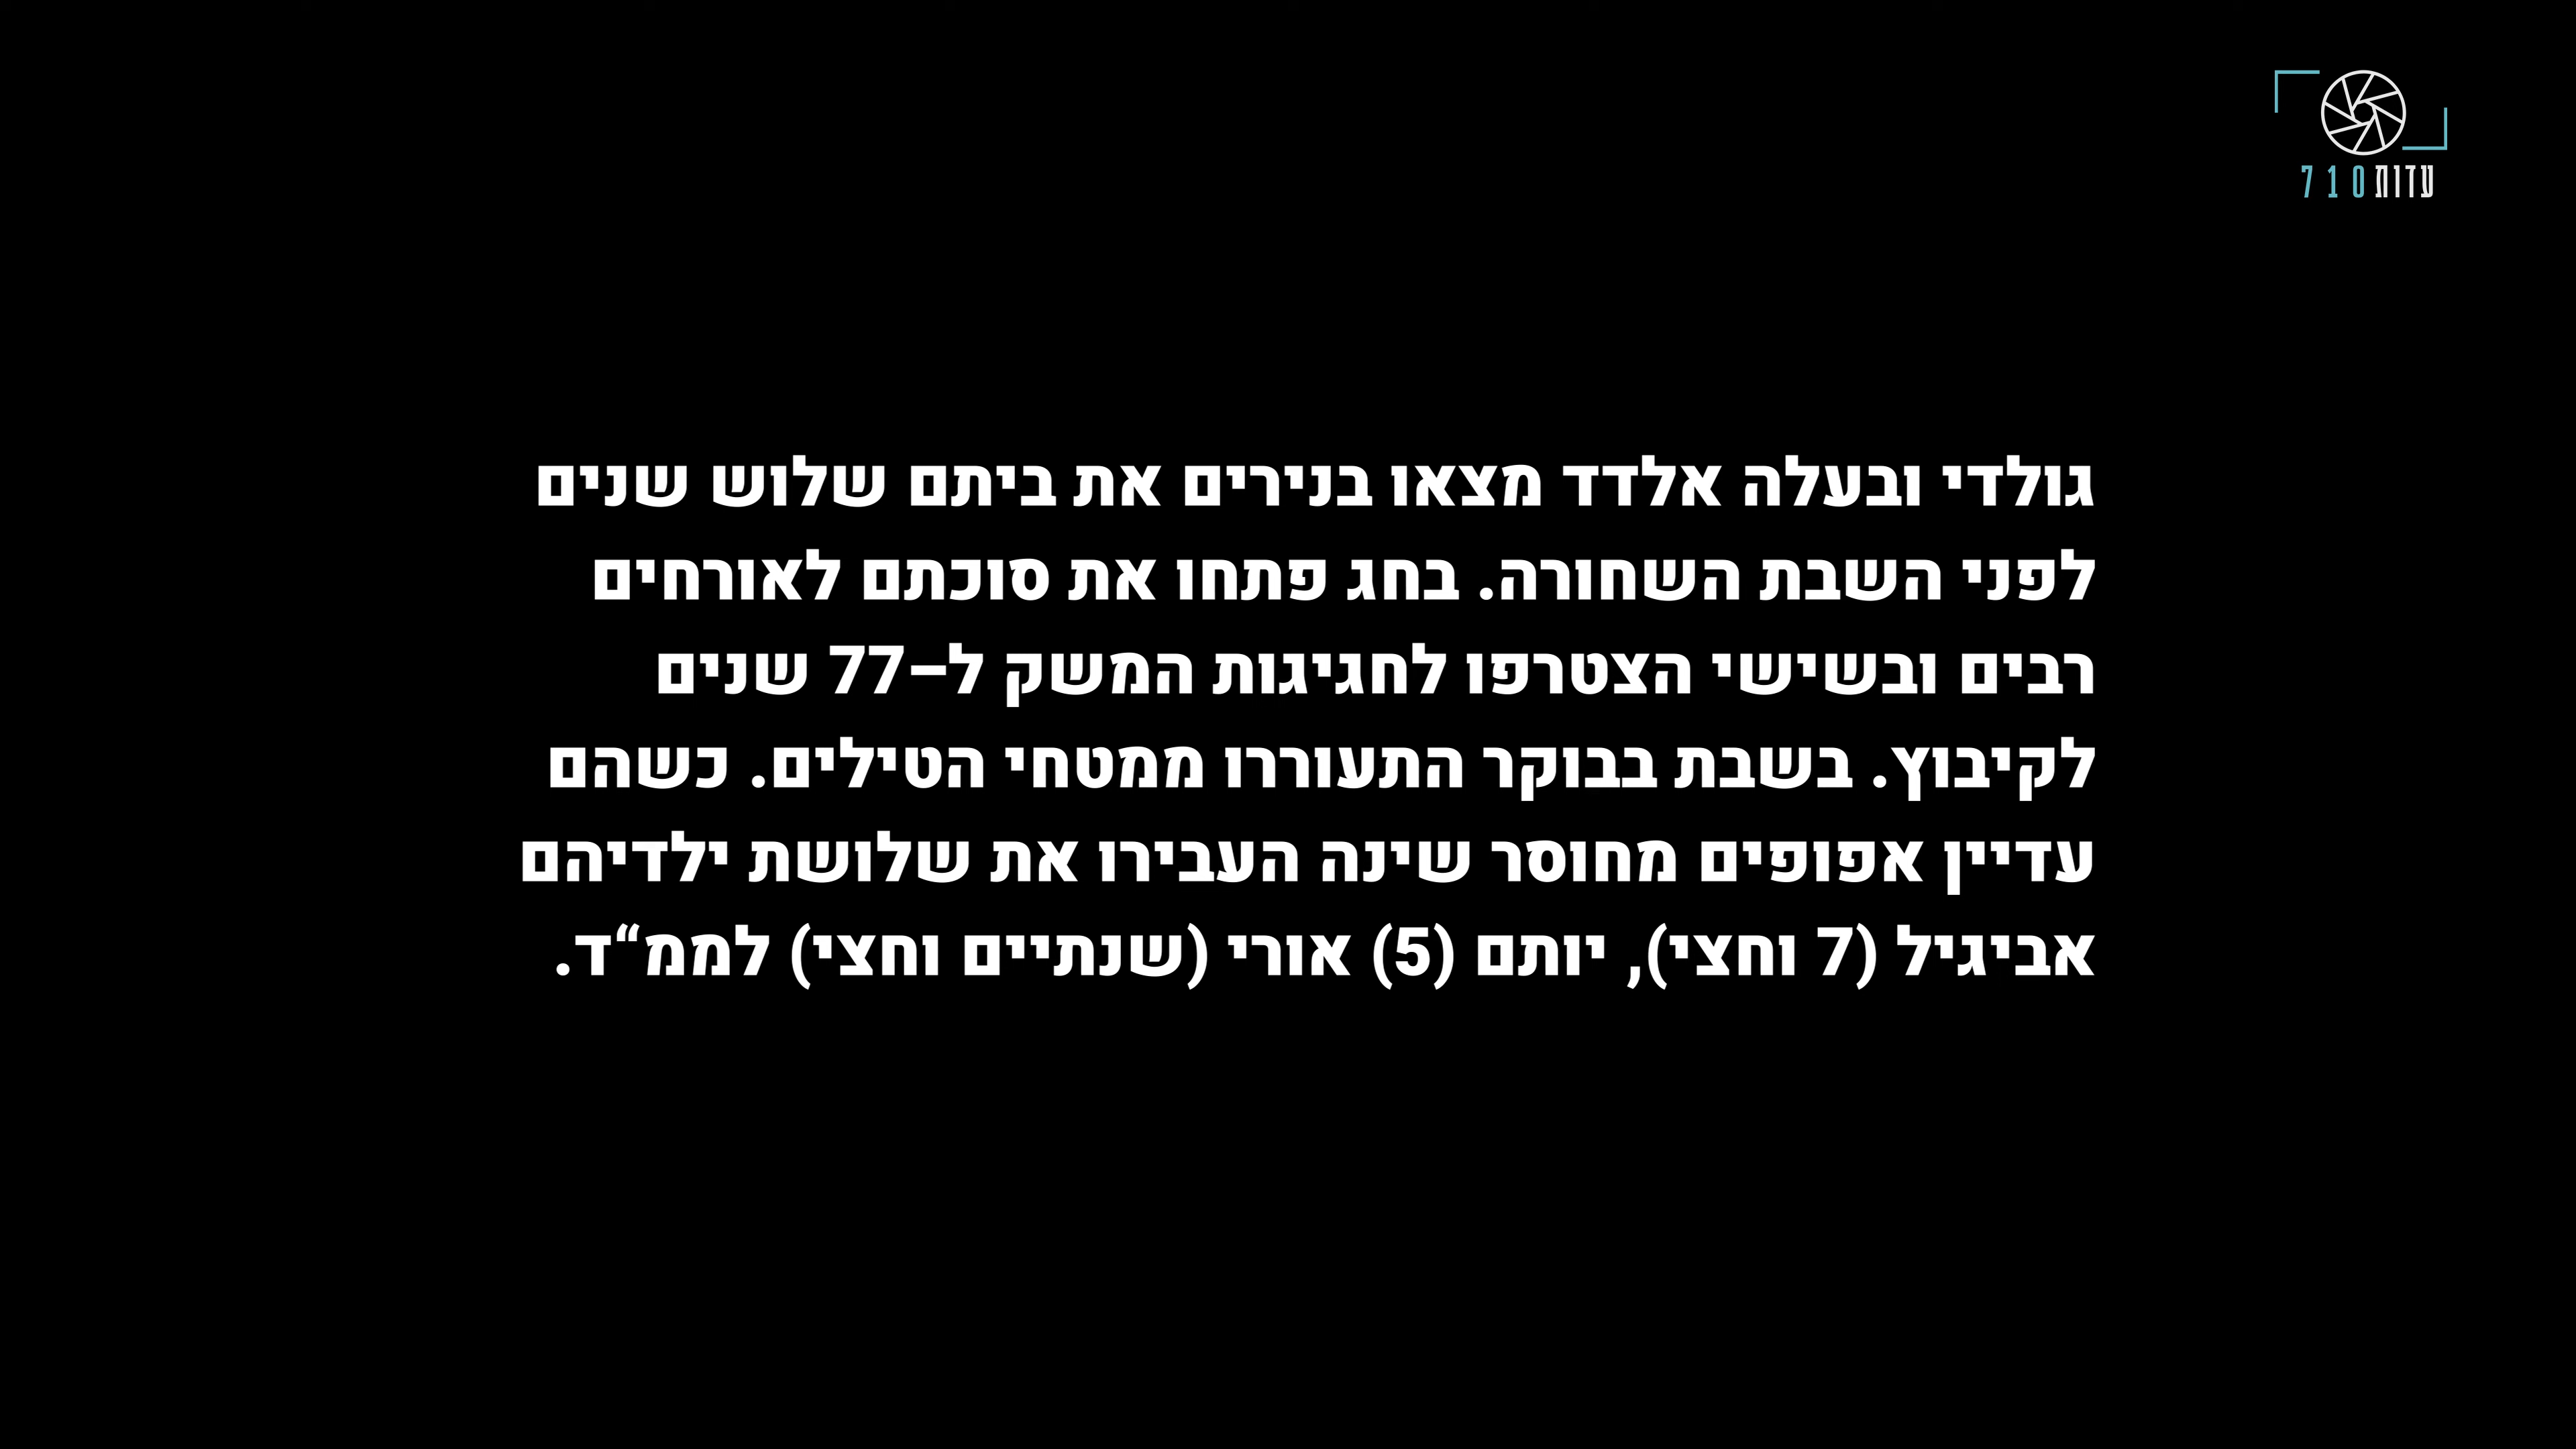 עדות710
גולדי ובעלה אלדד מצאו בנירים את ביתם שלוש שנים
לפני השבת השחורה. בחג פתחו את סוכתם לאורחים
רבים ובשישי הצטרפו לחגיגות המשק ל–77 שנים
לקיבוץ. בשבת בבוקר התעוררו ממטחי הטילים. כשהם
עדיין אפופים מחוסר שינה העבירו את שלושת ילדיהם
אביגיל (7 וחצי), יותם (5) אורי (שנתיים וחצי) לממ“ד.